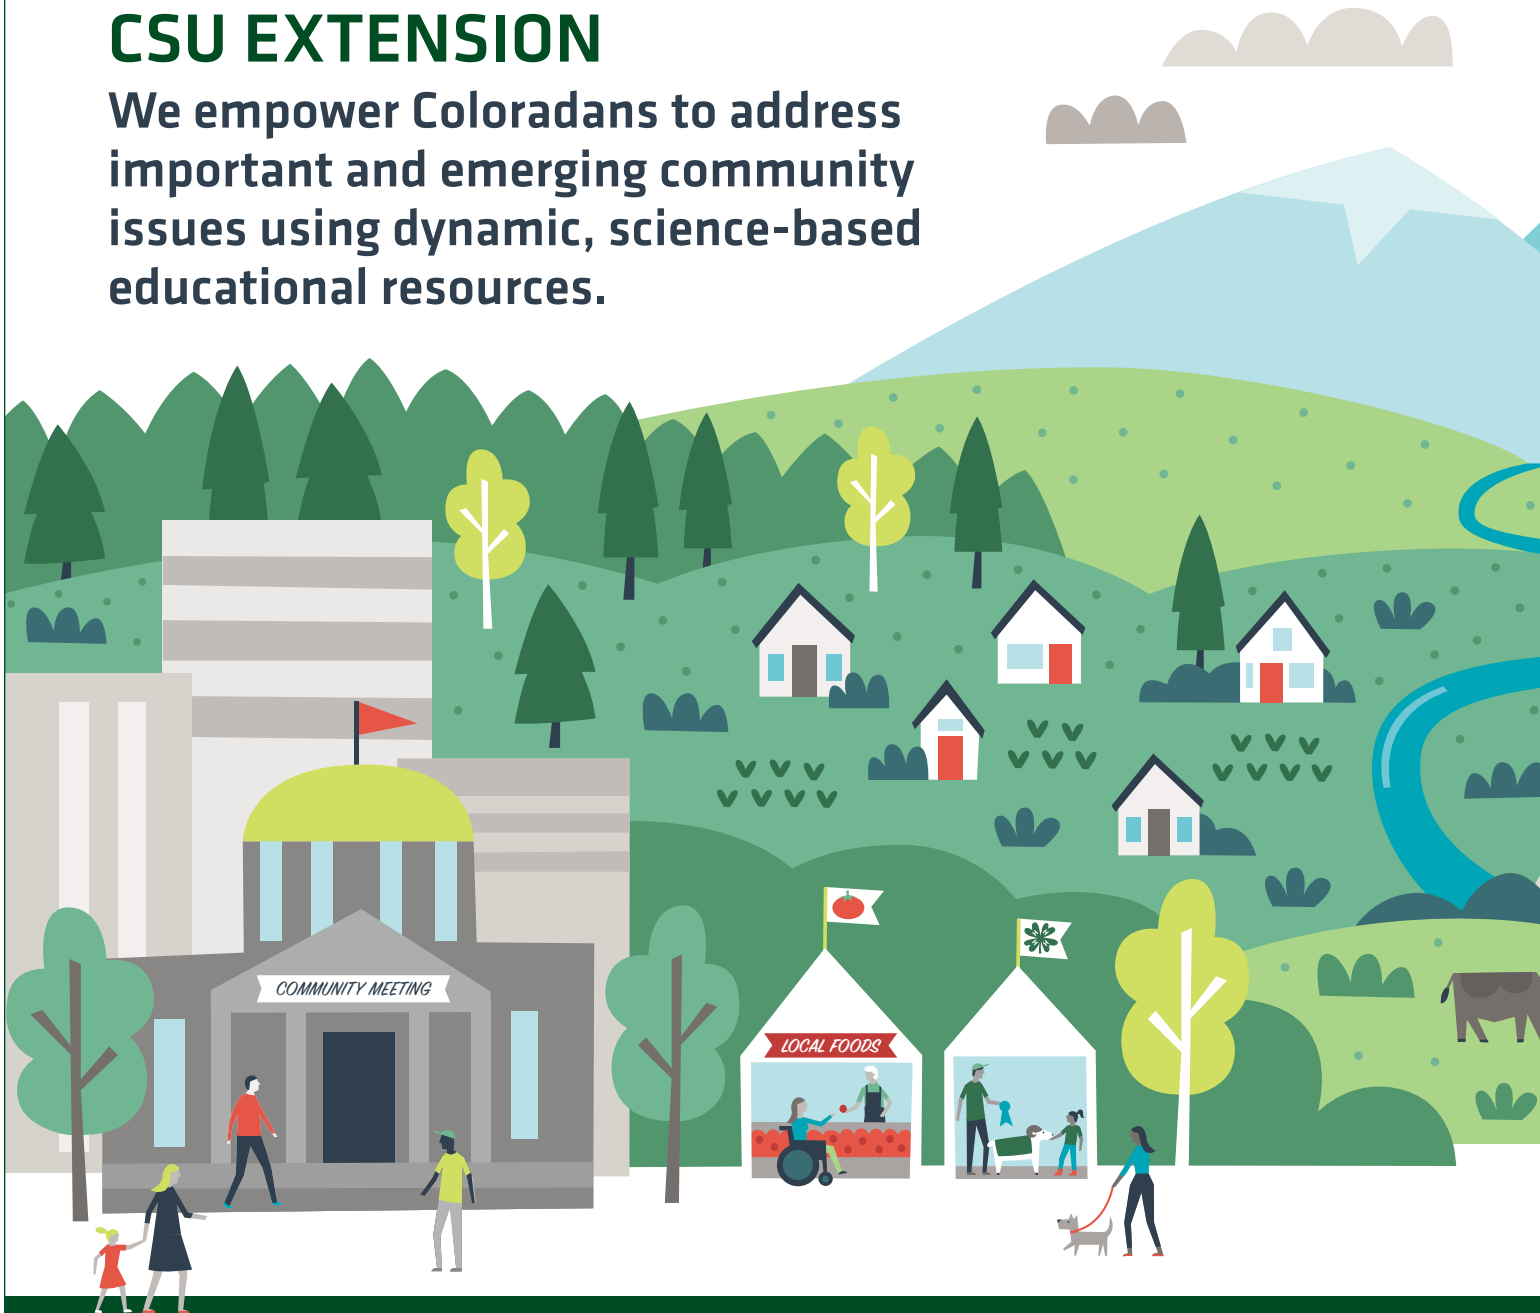 CSU EXTENSION
We empower Coloradans to address
important and emerging community
issues using dynamic, science-based
educational resources.
COMMUNITY MEETING
LOCAL FOODS